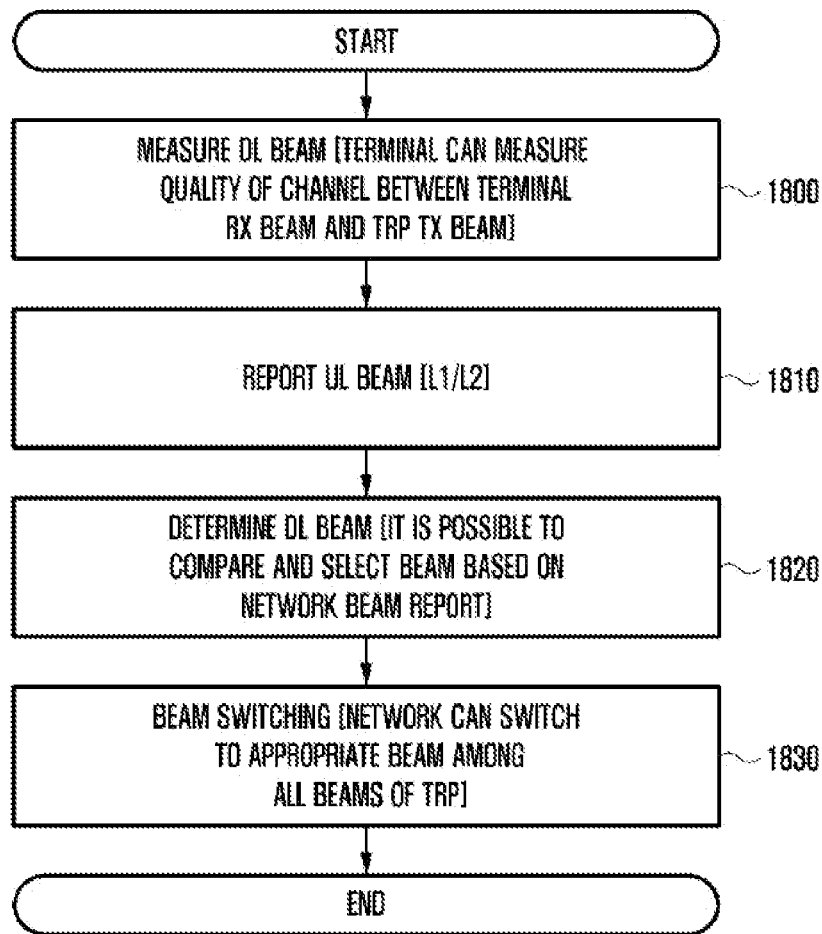 START
MEASURE DL BEAM [TERMINAL CAN MEASURE
QUALITY OF CHANNEL BETWEEN TERMINAL
RX BEAM AND TRP TX BEAM]
1800
REPORT UL BEAM [L1/L2]
1810
DETERMINE DL BEAM [IT IS POSSIBLE TO
COMPARE AND SELECT BEAM BASED ON
NETWORK BEAM REPORT]
1820
BEAM SWITCHING [NETWORK CAN SWITCH
TO APPROPRIATE BEAM AMONG
ALL BEAMS OF TRP]
1830
END